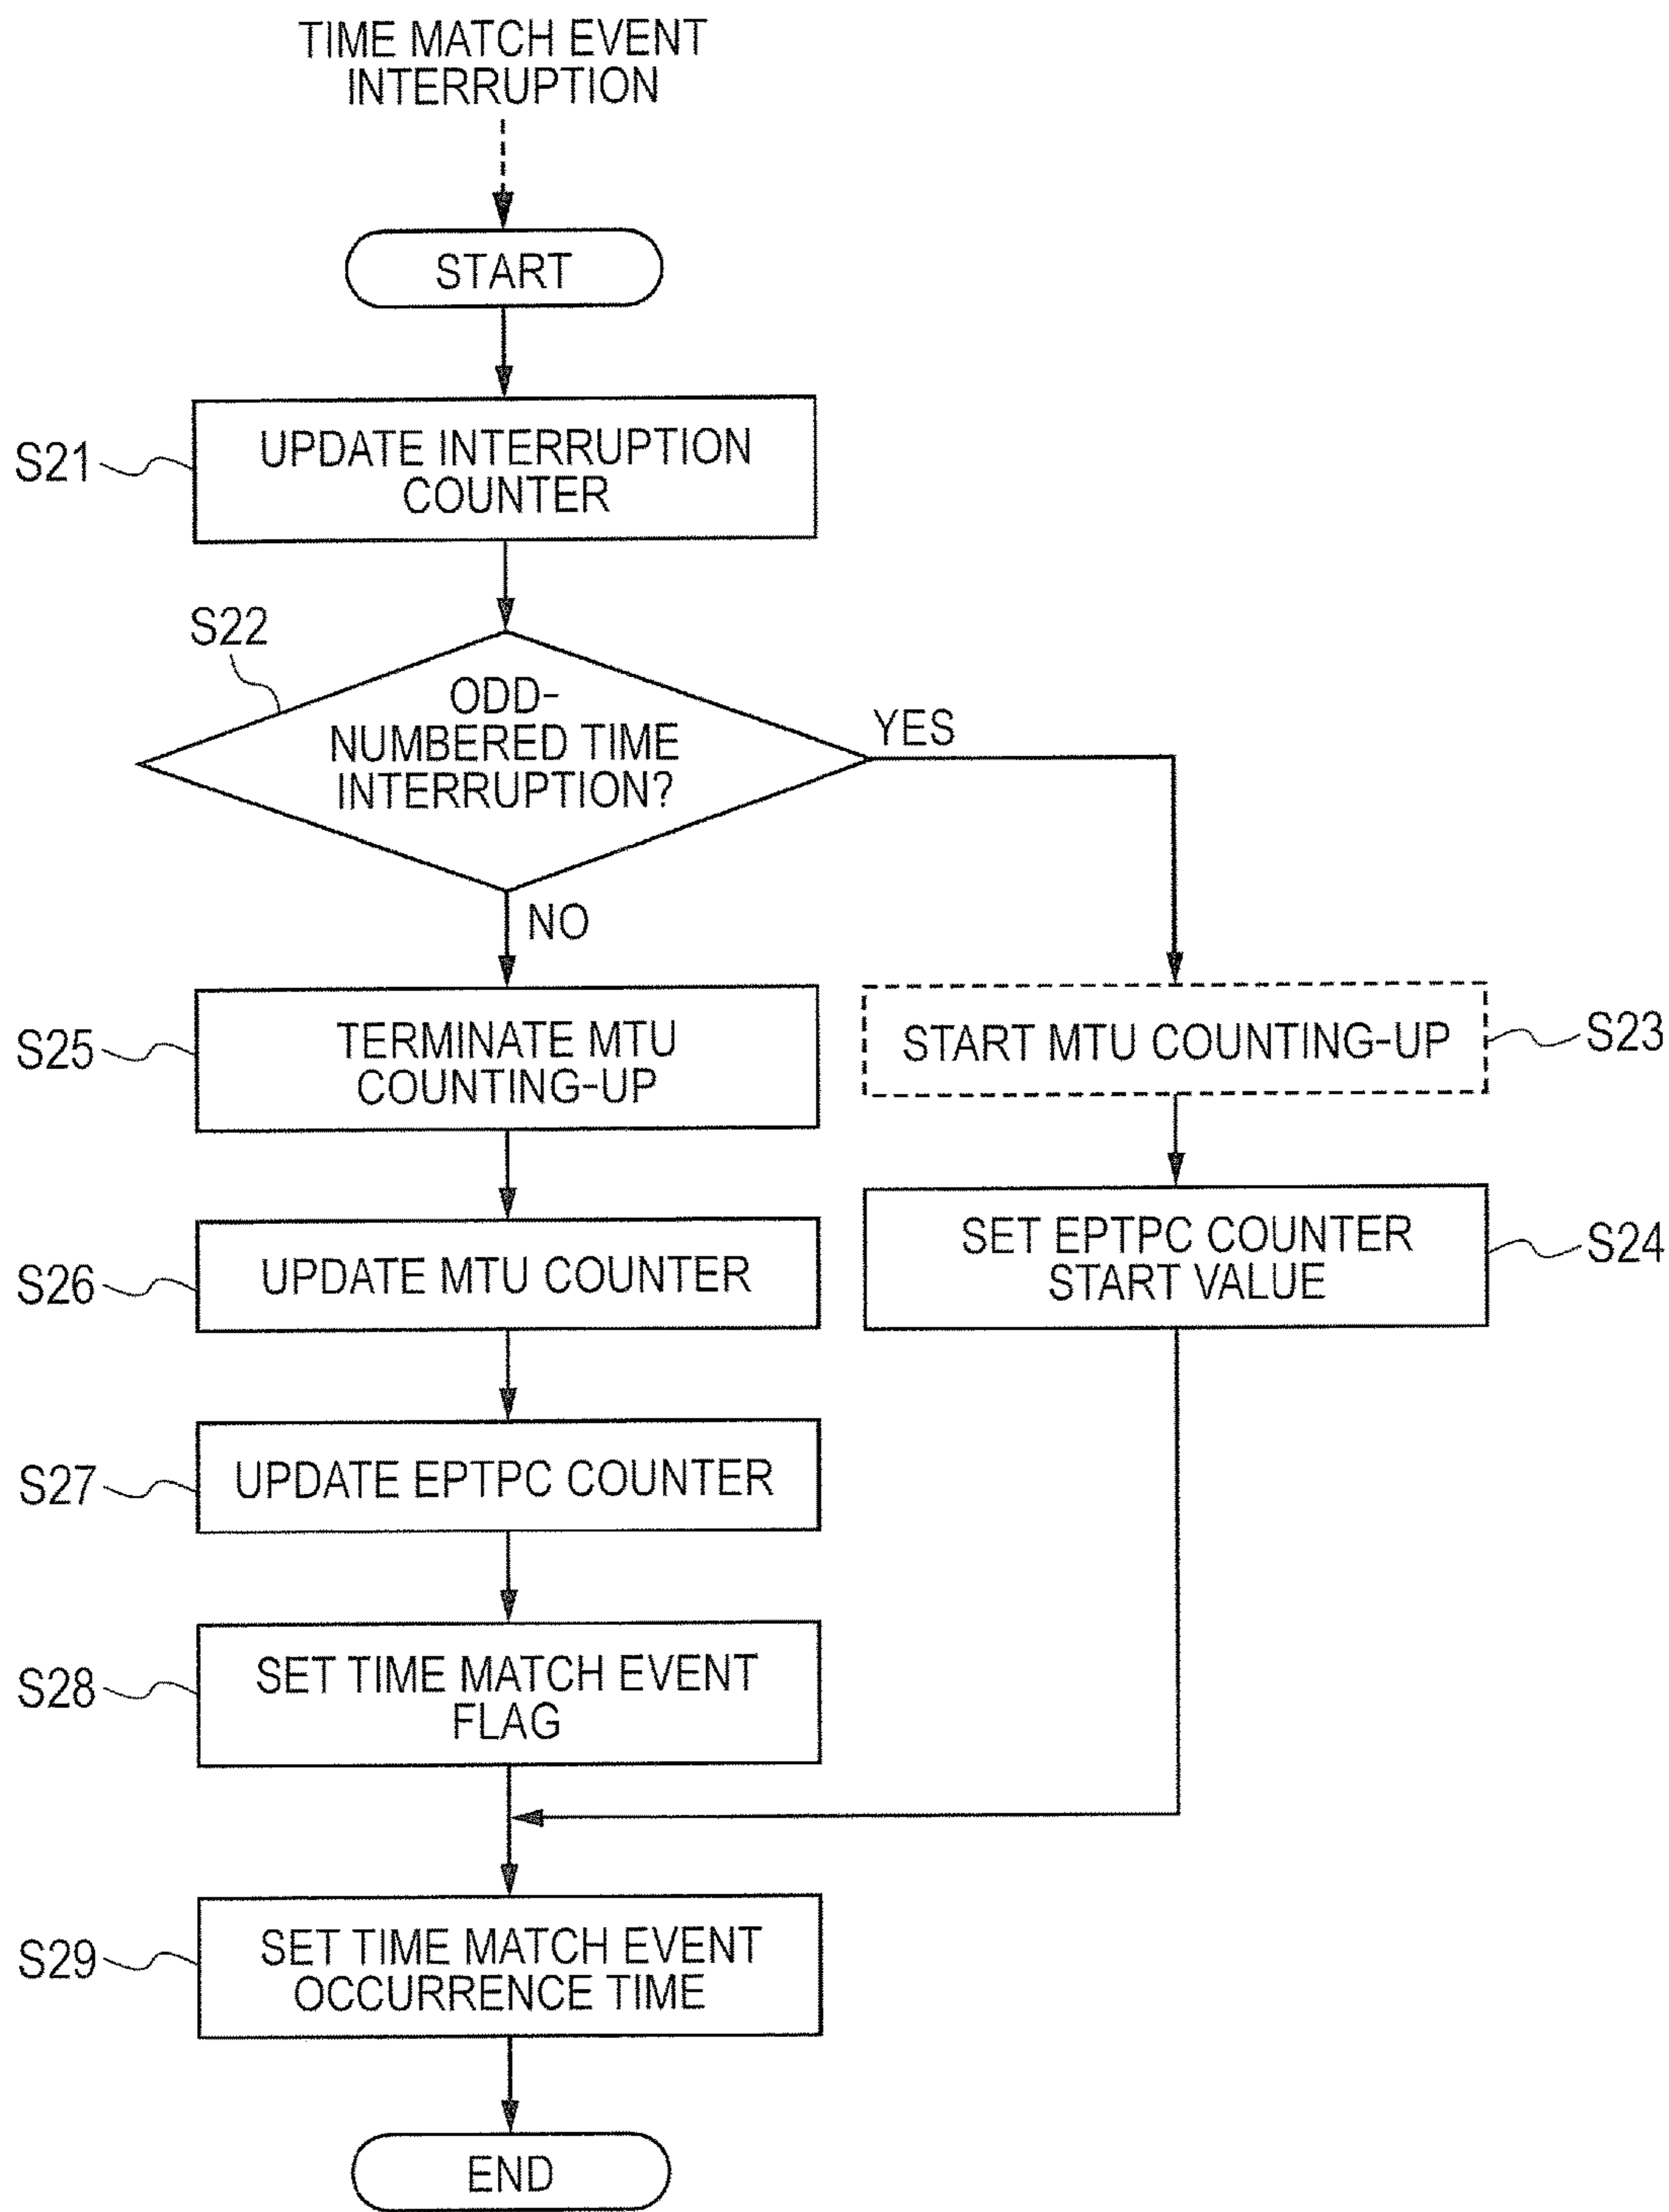 TIME MATCH EVENT
INTERRUPTION
START
S21
UPDATE INTERRUPTION
COUNTER
S22
ODD-
NUMBERED TIME
INTERRUPTION?
YES
NO
S25
TERMINATE MTU
COUNTING-UP
START MTU COUNTING-UP
S23
S26
UPDATE MTU COUNTER
SET EPTPC COUNTER
START VALUE
S24
S27
UPDATE EPTPC COUNTER
S28
SET TIME MATCH EVENT
FLAG
S29
SET TIME MATCH EVENT
OCCURRENCE TIME
END